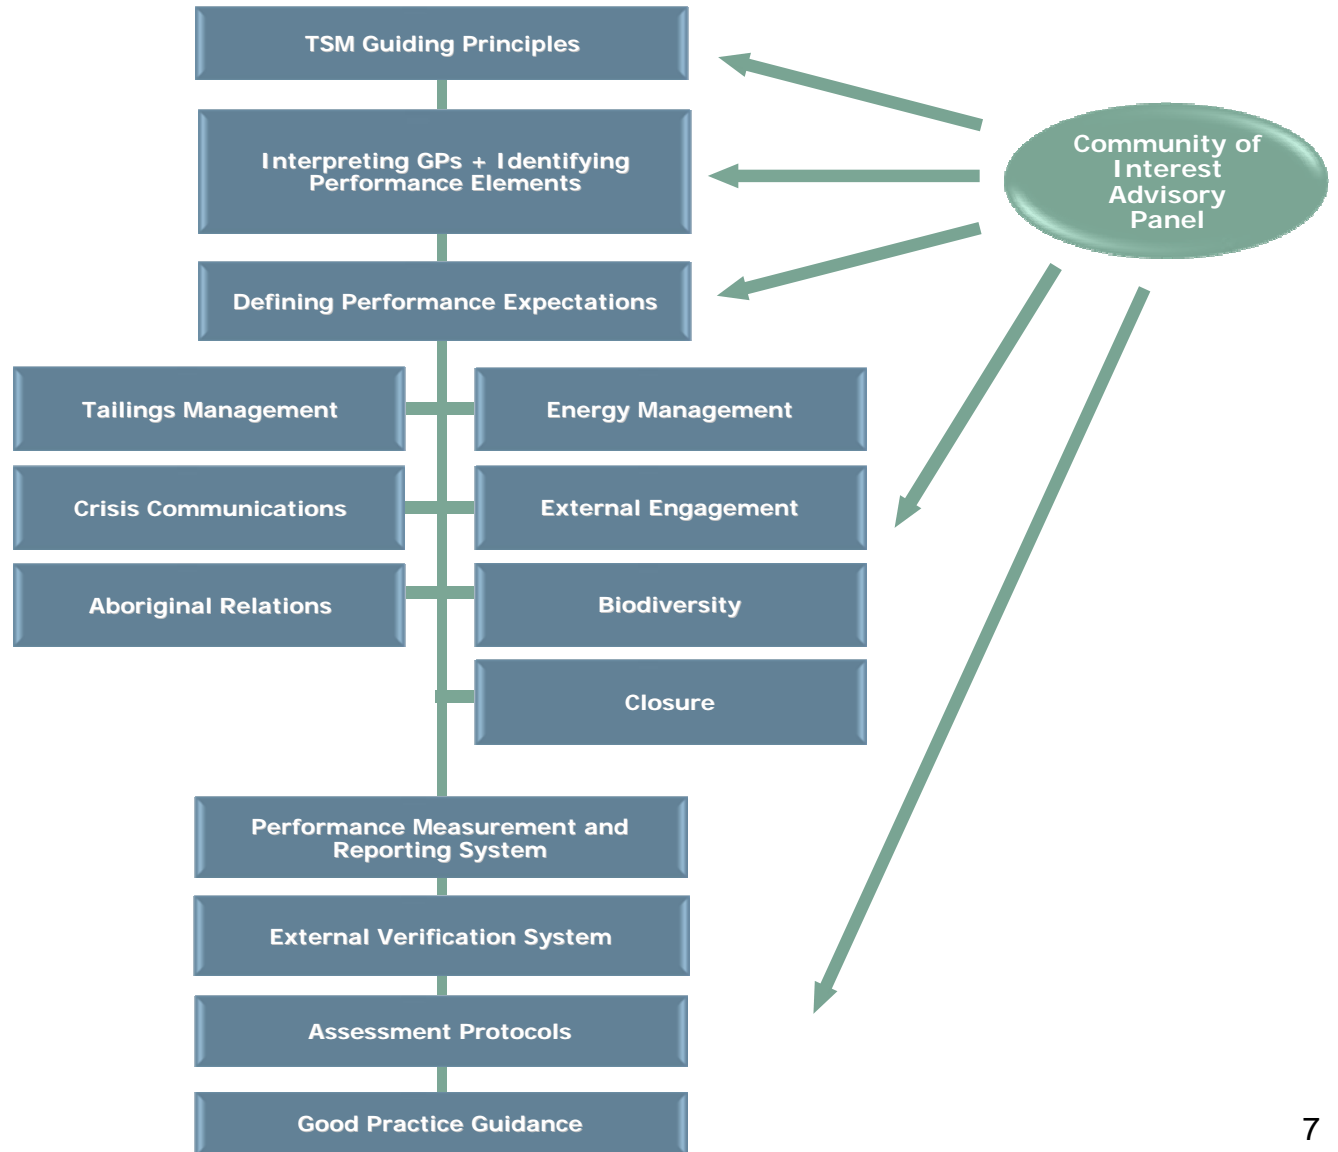 TSM Guiding Principles
Interpreting GPs + Identifying
Performance Elements
Community of
Interest
Advisory
Panel
Defining Performance Expectations
Tailings Management
Energy Management
Crisis Communications
External Engagement
Aboriginal Relations
Biodiversity
Closure
Performance Measurement and
Reporting System
External Verification System
Assessment Protocols
Good Practice Guidance
7